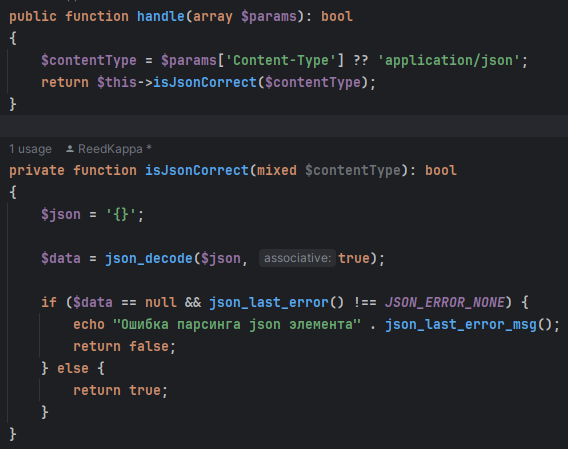 public function handle(array $params): bool
{
    $contentType = $params['Content-Type'] ?? 'application/json';
    return $this->isJsonCorrect($contentType);
}
1 usage ReedKappa *
private function isJsonCorrect(mixed $contentType): bool
{
    $json = '{}';
    $data = json_decode($json, associative: true);
    if ($data == null && json_last_error() !== JSON_ERROR_NONE) {
        echo "Ошибка парсинга json элемента" . json_last_error_msg();
        return false;
    } else {
        return true;
    }
}